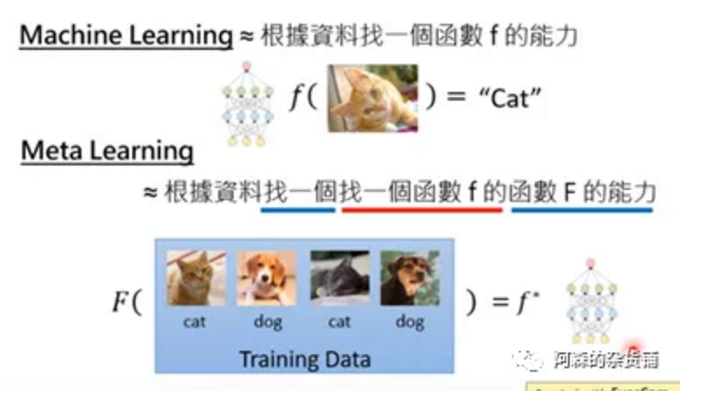 Machine Learning ≈ 根據資料找一個函數 f 的能力
f( ) = “Cat”
Meta Learning
≈ 根據資料找一個找一個函數 f 的函數 F 的能力
F( ) = f*
cat dog cat dog
Training Data
阿森的杂货铺